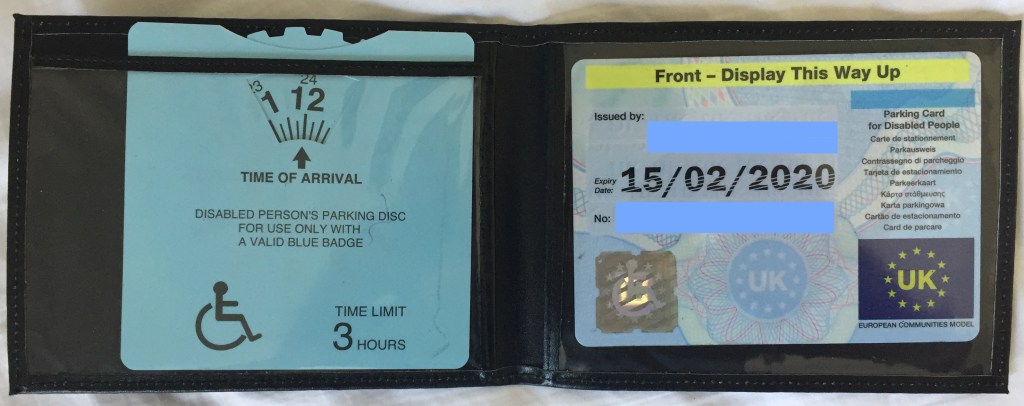 24
23
1 12
TIME OF ARRIVAL
DISABLED PERSON'S PARKING DISC
FOR USE ONLY WITH
A VALID BLUE BADGE
TIME LIMIT
3 HOURS
Front – Display This Way Up
Issued by:
Expiry
Date: 15/02/2020
No:
Parking Card
for Disabled People
Carte de stationnement
Parkausweis
Contrassegno di parcheggio
Tarjeta de estacionamiento
Parkeerkaart
Κάρτα στάθμευσης
Karta parkingowa
Cartão de estacionamento
Card de parcare
UK
UK
EUROPEAN COMMUNITIES MODEL